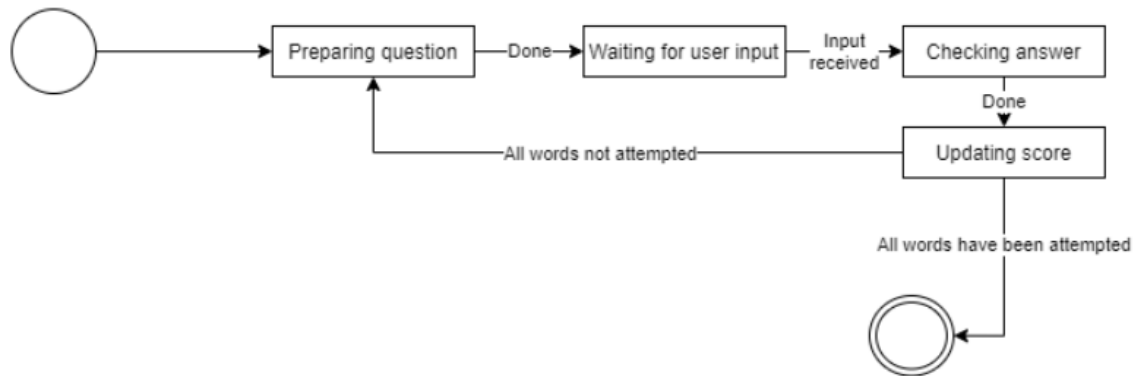 Preparing question
Done
Waiting for user input
Input
received
Checking answer
Done
All words not attempted
Updating score
All words have been attempted